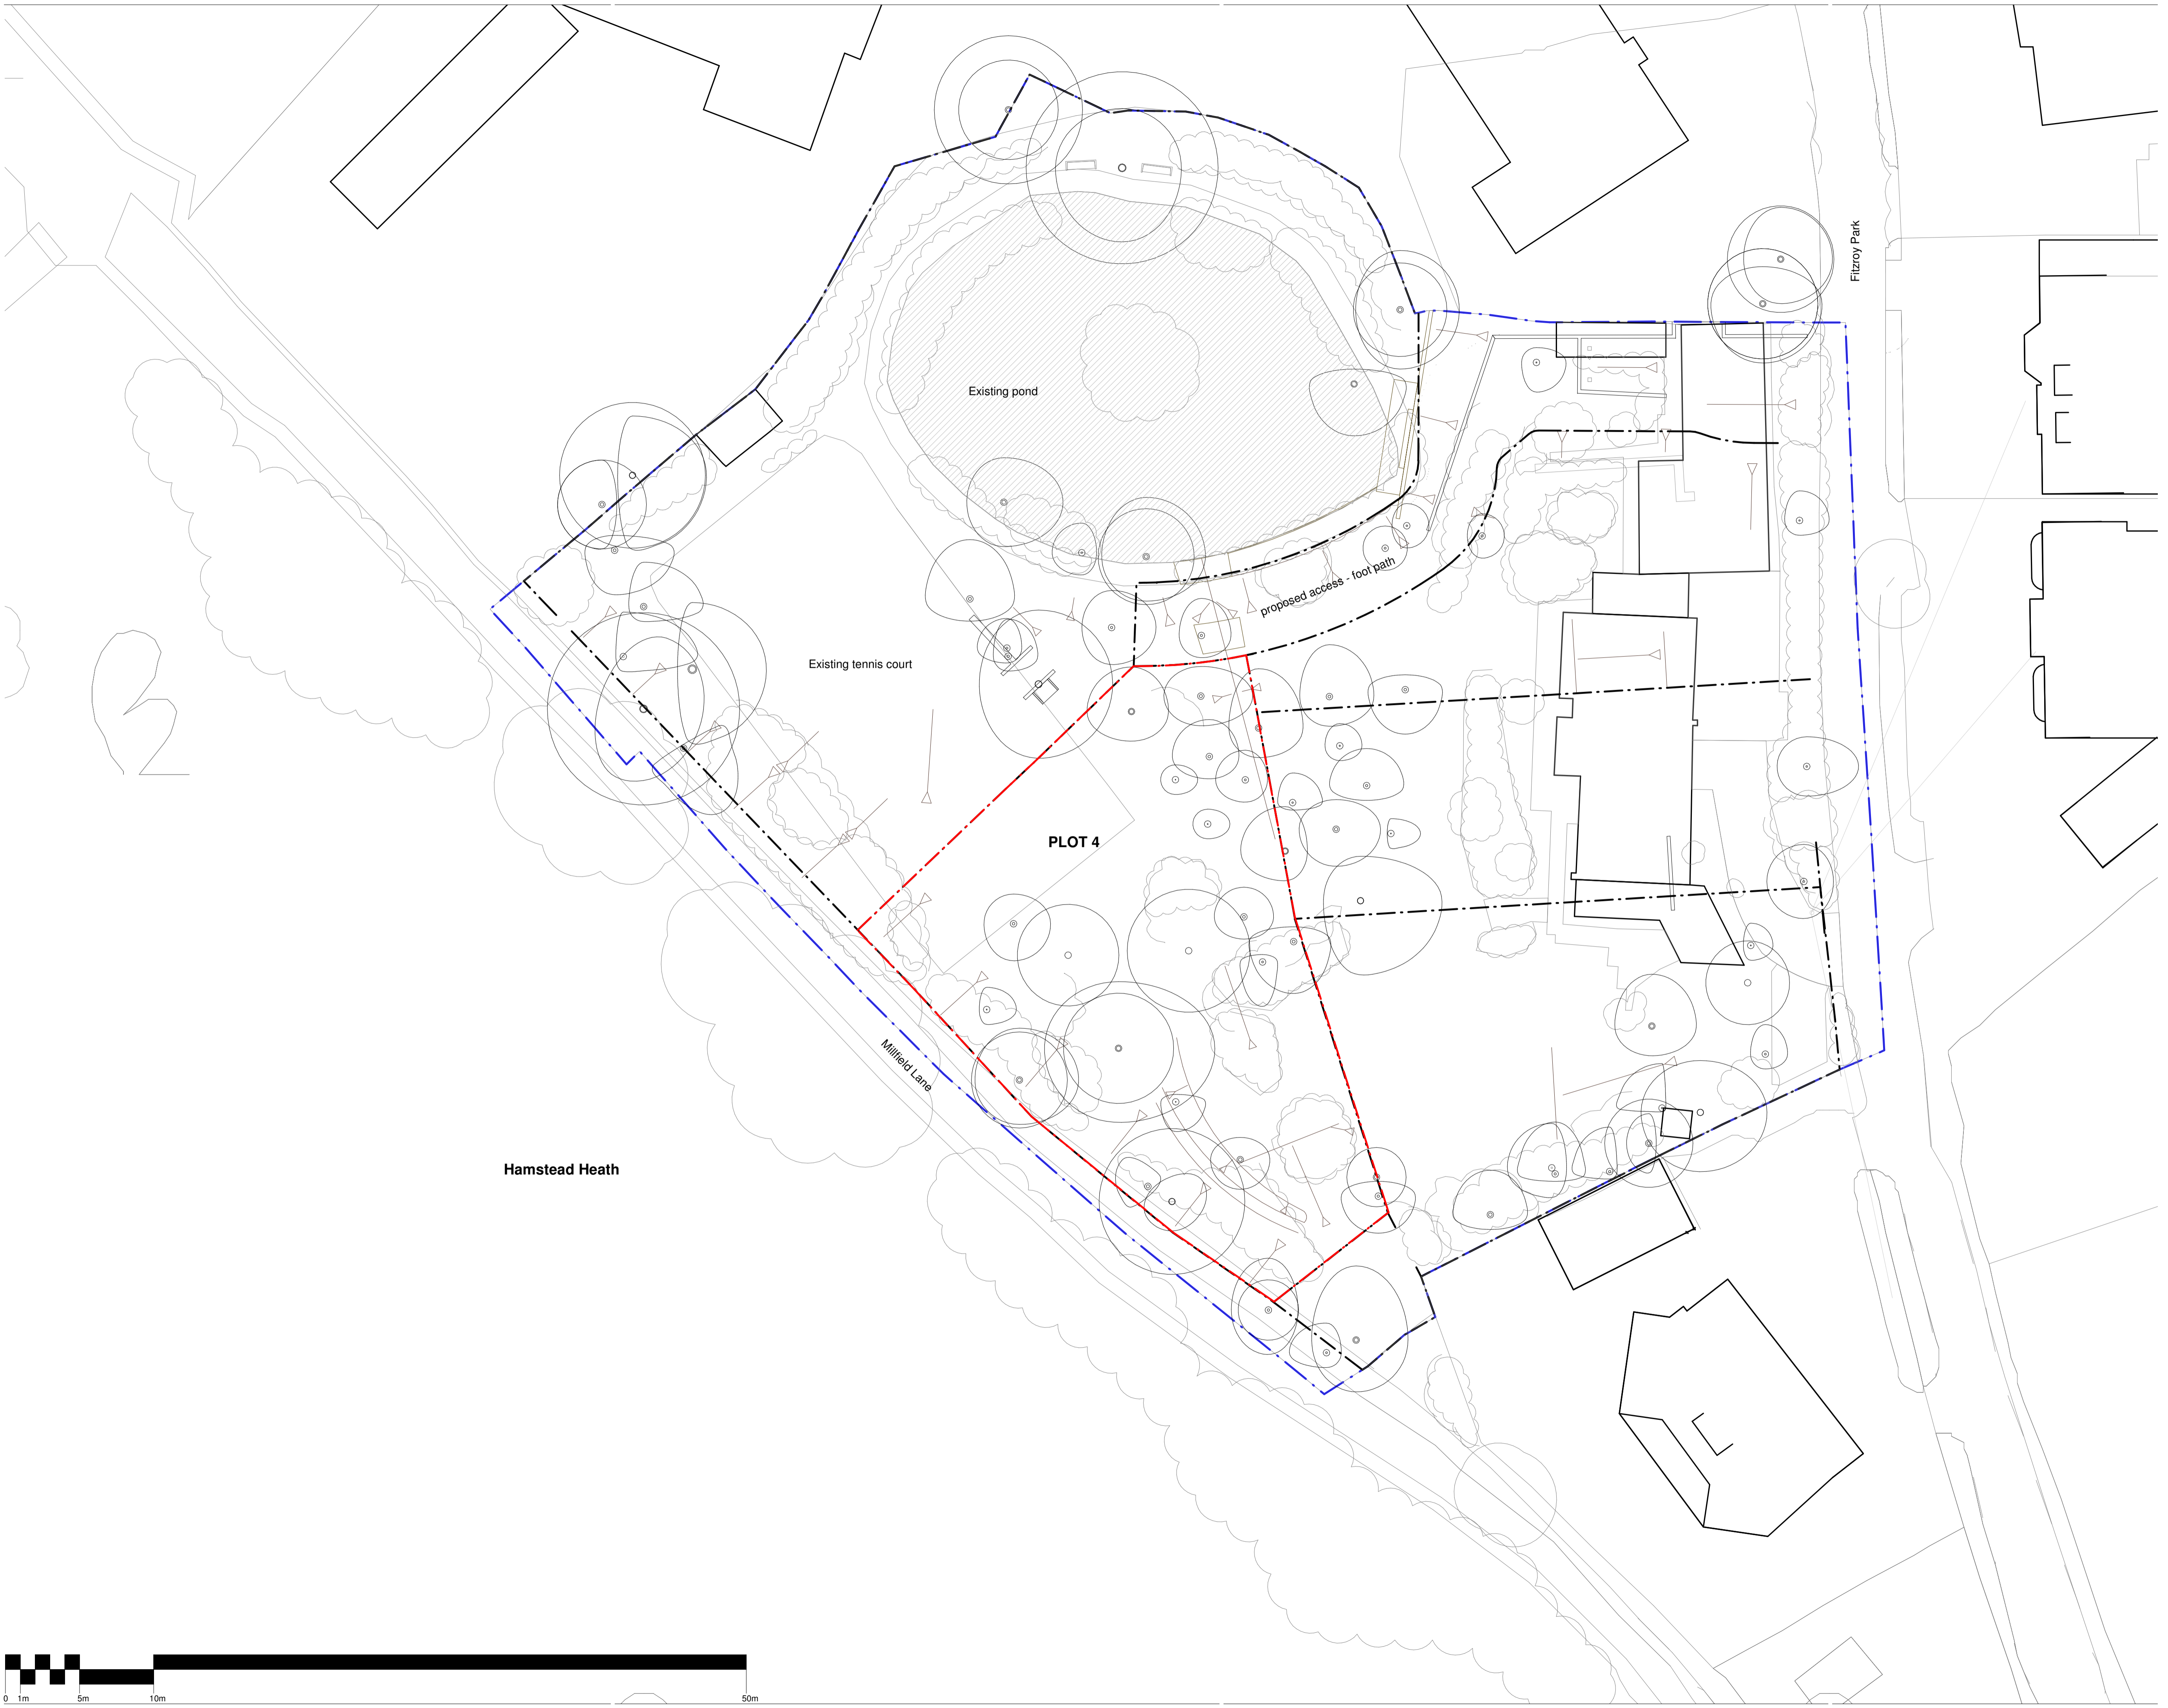 Fitzroy Park
Existing pond
proposed access - foot path
Existing tennis court
PLOT 4
Millfield Lane
Hamstead Heath
0 1m 5m 10m 50m